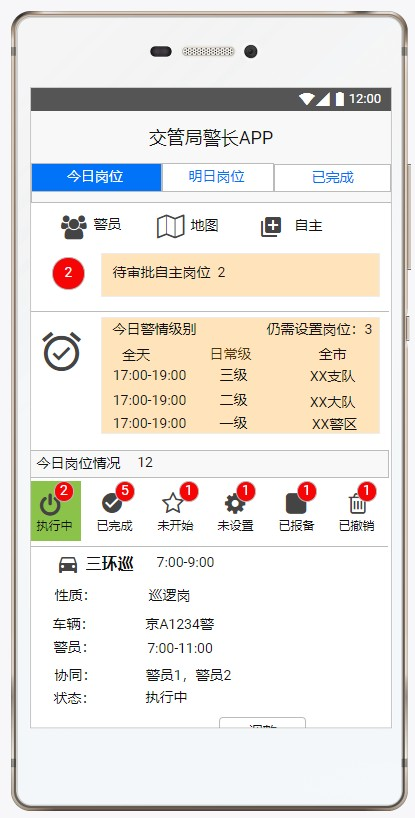 12:00
交管局警长APP
今日岗位 明日岗位 已完成
警员 地图 自主
2 待审批自主岗位 2
今日警情级别 仍需设置岗位：3
全天 日常级 全市
17:00-19:00 三级 XX支队
17:00-19:00 二级 XX大队
17:00-19:00 一级 XX警区
今日岗位情况 12
2 5 1 1 1 1
执行中 已完成 未开始 未设置 已报备 已撤销
三环巡 7:00-9:00
性质： 巡逻岗
车辆： 京A1234警
警员： 7:00-11:00
协同： 警员1，警员2
状态： 执行中